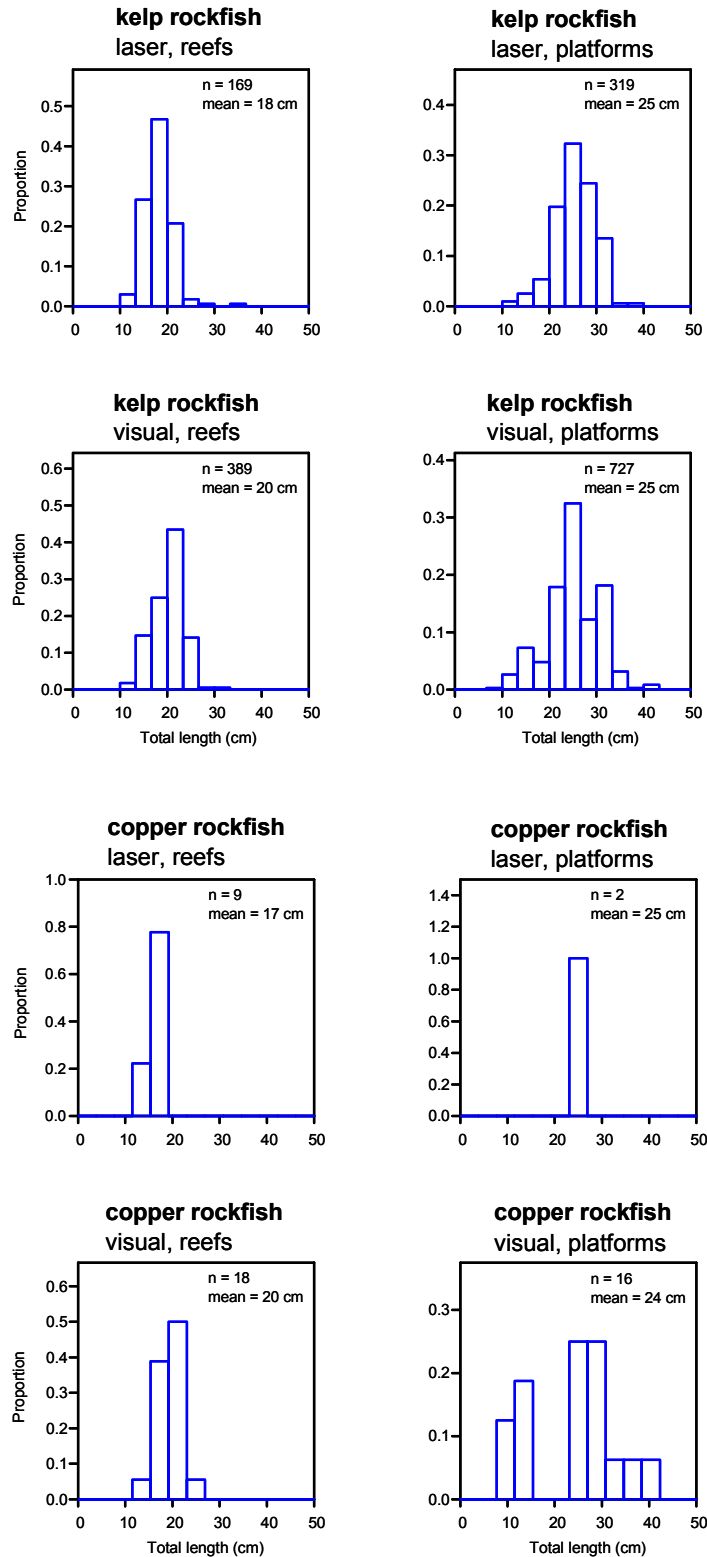 kelp rockfish
laser, reefs
n = 169
mean = 18 cm
0.5
0.4
0.3
0.2
0.1
0.0
Proportion
0 10 20 30 40 50
kelp rockfish
laser, platforms
n = 319
mean = 25 cm
0.4
0.3
0.2
0.1
0.0
0 10 20 30 40 50
kelp rockfish
visual, reefs
n = 389
mean = 20 cm
0.6
0.5
0.4
0.3
0.2
0.1
0.0
Proportion
0 10 20 30 40 50
Total length (cm)
kelp rockfish
visual, platforms
n = 727
mean = 25 cm
0.4
0.3
0.2
0.1
0.0
0 10 20 30 40 50
Total length (cm)
copper rockfish
laser, reefs
n = 9
mean = 17 cm
1.0
0.8
0.6
0.4
0.2
0.0
Proportion
0 10 20 30 40 50
copper rockfish
laser, platforms
n = 2
mean = 25 cm
1.4
1.2
1.0
0.8
0.6
0.4
0.2
0.0
0 10 20 30 40 50
copper rockfish
visual, reefs
n = 18
mean = 20 cm
0.6
0.5
0.4
0.3
0.2
0.1
0.0
Proportion
0 10 20 30 40 50
Total length (cm)
copper rockfish
visual, platforms
n = 16
mean = 24 cm
0.3
0.2
0.1
0.0
0 10 20 30 40 50
Total length (cm)